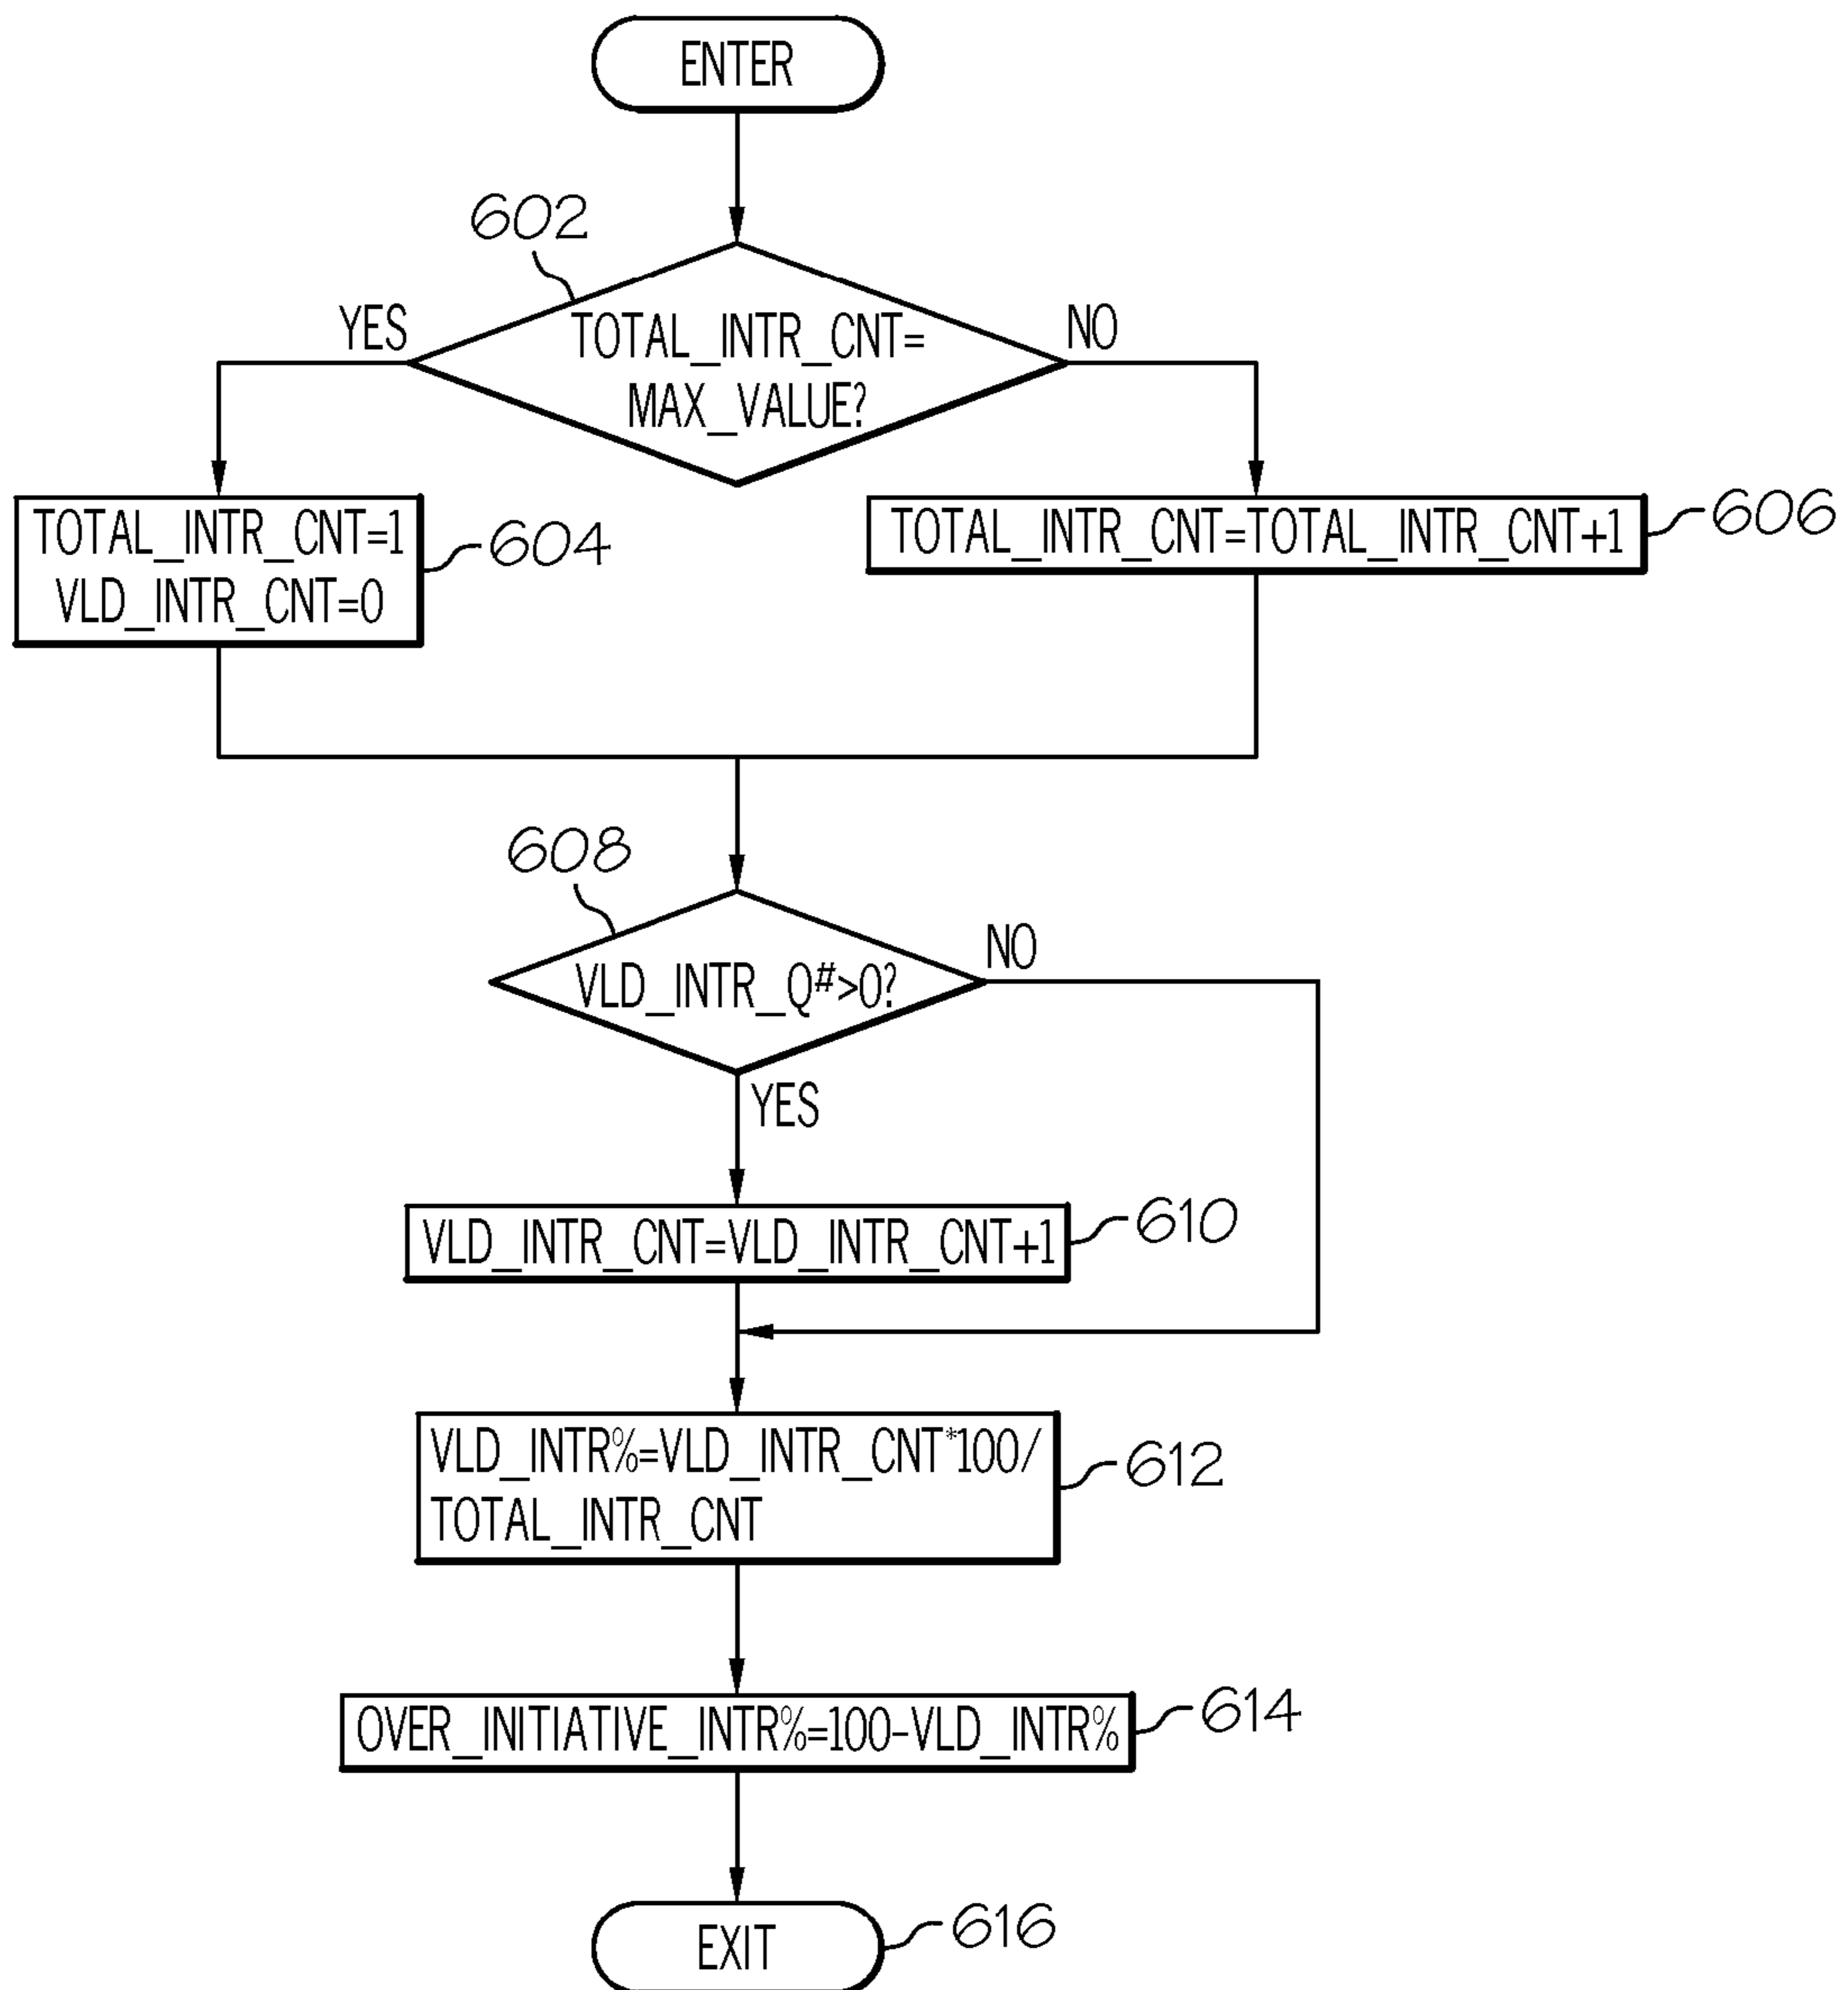 ENTER
602
YES
NO
TOTAL_INTR_CNT=
MAX_VALUE?
TOTAL_INTR_CNT=1
VLD_INTR_CNT=0
604
TOTAL_INTR_CNT=TOTAL_INTR_CNT+1
606
608
NO
VLD_INTR_Q#>0?
YES
VLD_INTR_CNT=VLD_INTR_CNT+1
610
VLD_INTR%=VLD_INTR_CNT*100/
TOTAL_INTR_CNT
612
OVER_INITIATIVE_INTR%=100-VLD_INTR%
614
EXIT
616